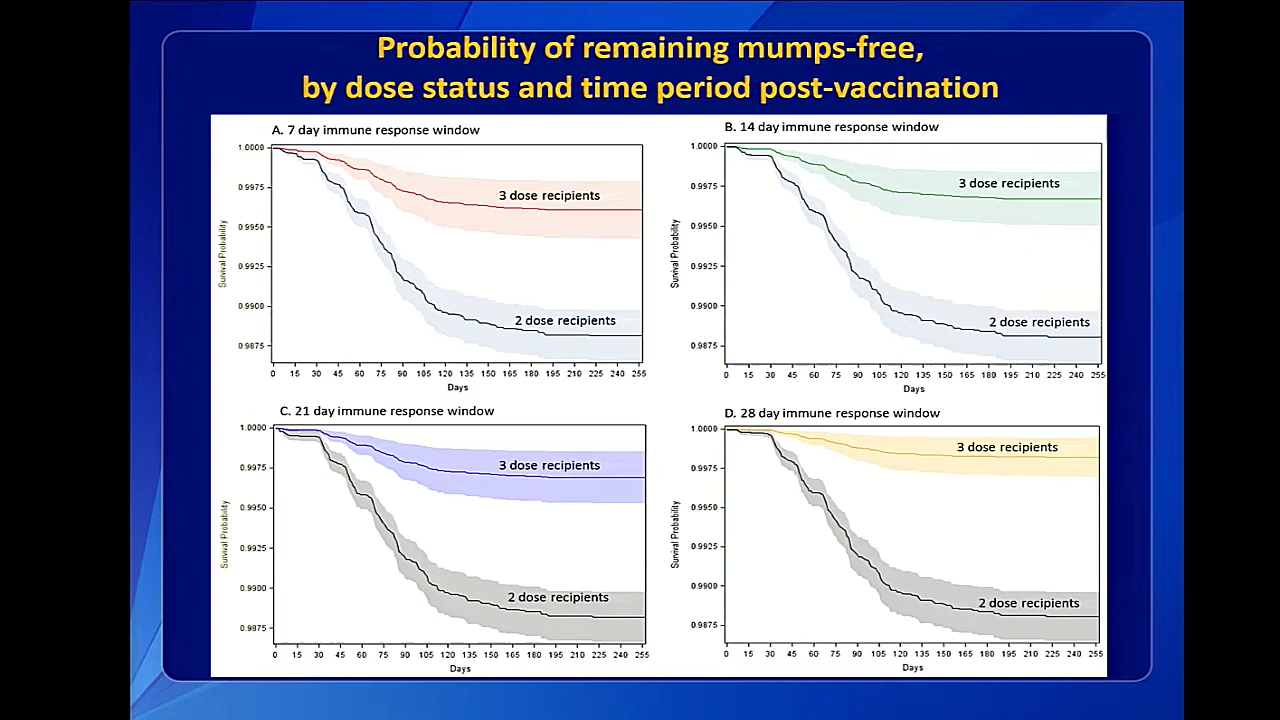 Probability of remaining mumps-free,
by dose status and time period post-vaccination
A. 7 day immune response window
1.0000
0.9975
0.9950
0.9925
0.9900
0.9875
Survival Probability
3 dose recipients
2 dose recipients
0 15 30 45 60 75 90 105 120 135 150 165 180 195 210 225 240 255
Days
B. 14 day immune response window
1.0000
0.9975
0.9950
0.9925
0.9900
0.9875
Survival Probability
3 dose recipients
2 dose recipients
0 15 30 45 60 75 90 105 120 135 150 165 180 195 210 225 240 255
Days
C. 21 day immune response window
1.0000
0.9975
0.9950
0.9925
0.9900
0.9875
Survival Probability
3 dose recipients
2 dose recipients
0 15 30 45 60 75 90 105 120 135 150 165 180 195 210 225 240 255
Days
D. 28 day immune response window
1.0000
0.9975
0.9950
0.9925
0.9900
0.9875
Survival Probability
3 dose recipients
2 dose recipients
0 15 30 45 60 75 90 105 120 135 150 165 180 195 210 225 240 255
Days